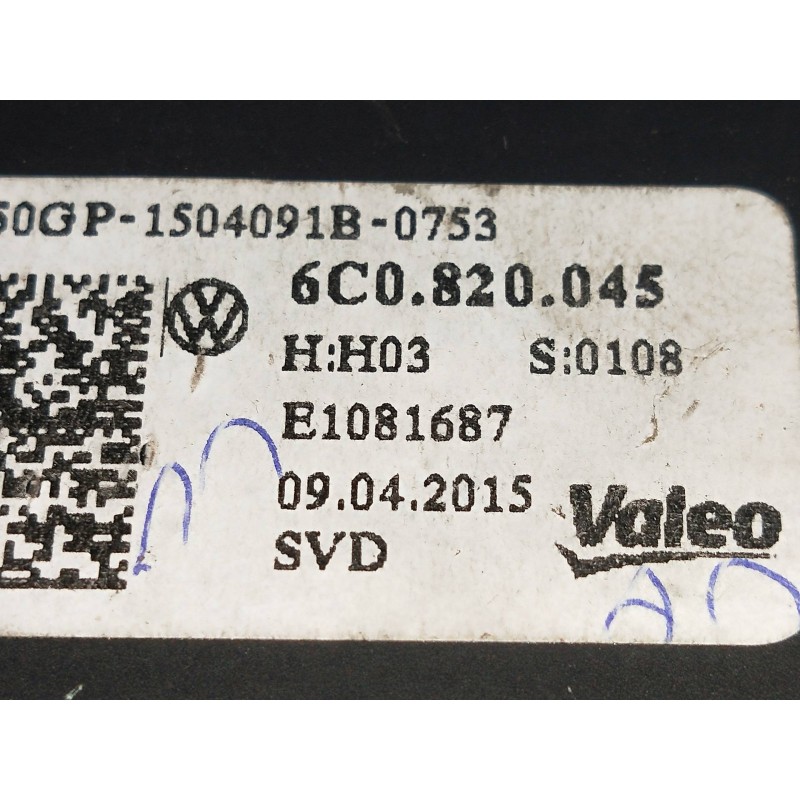 50GP-1504091B-0753
6C0.820.045
H:H03 S:0108
E1081687
09.04.2015
SVD
Valeo